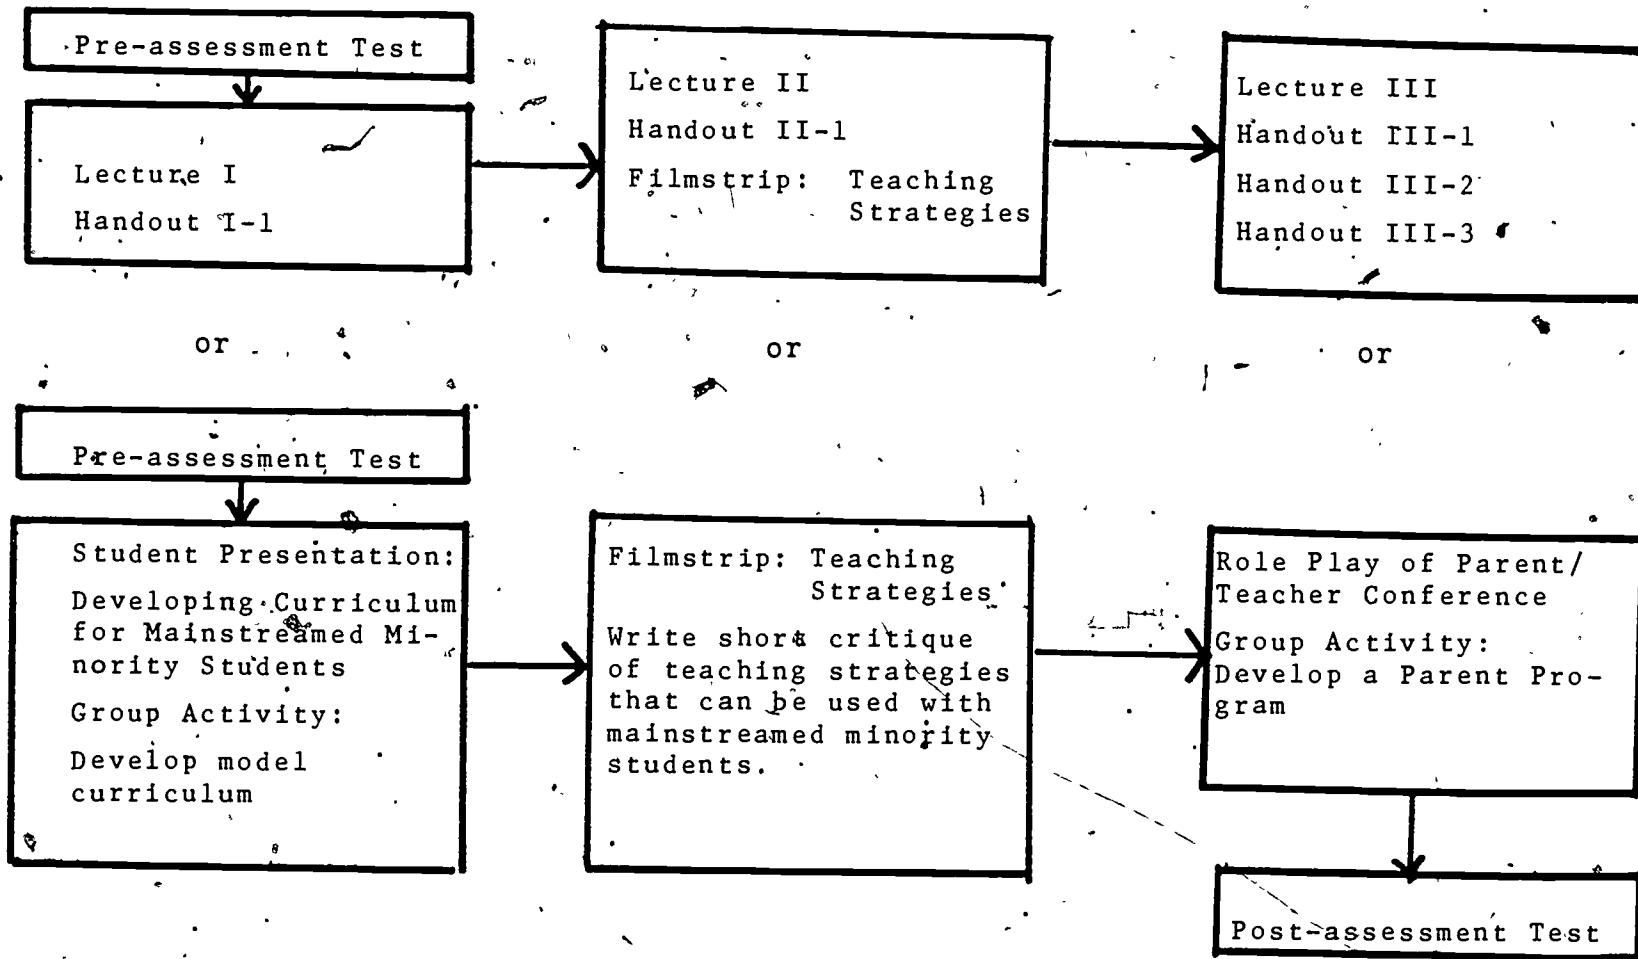 Pre-assessment Test
Lecture I
Handout I-1
Lecture II
Handout II-1
Filmstrip: Teaching
Strategies
Lecture III
Handout III-1
Handout III-2
Handout III-3
or
or
or
Pre-assessment Test
Student Presentation:
Developing Curriculum
for Mainstreamed Mi-
nority Students
Group Activity:
Develop model
curriculum
Filmstrip: Teaching
Strategies
Write short critique
of teaching strategies
that can be used with
mainstreamed minority
students.
Role Play of Parent/
Teacher Conference
Group Activity:
Develop a Parent Pro-
gram
Post-assessment Test